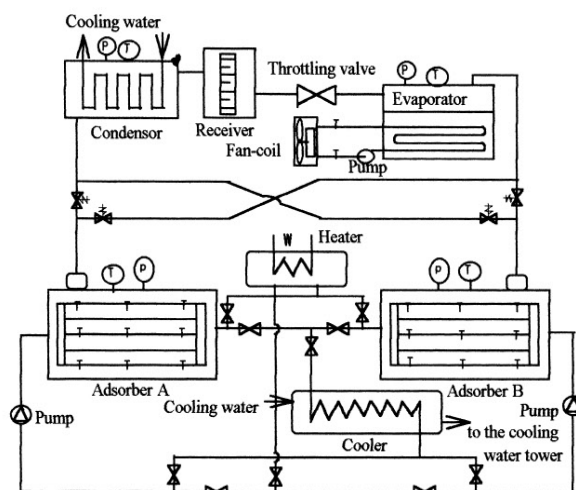 Cooling water
P
T
Condensor
Receiver
Throttling valve
P
T
Evaporator
Fan-coil
Pump
W
Heater
T
P
P
T
Adsorber A
Adsorber B
Pump
Cooling water
Pump
to the cooling
water tower
Cooler